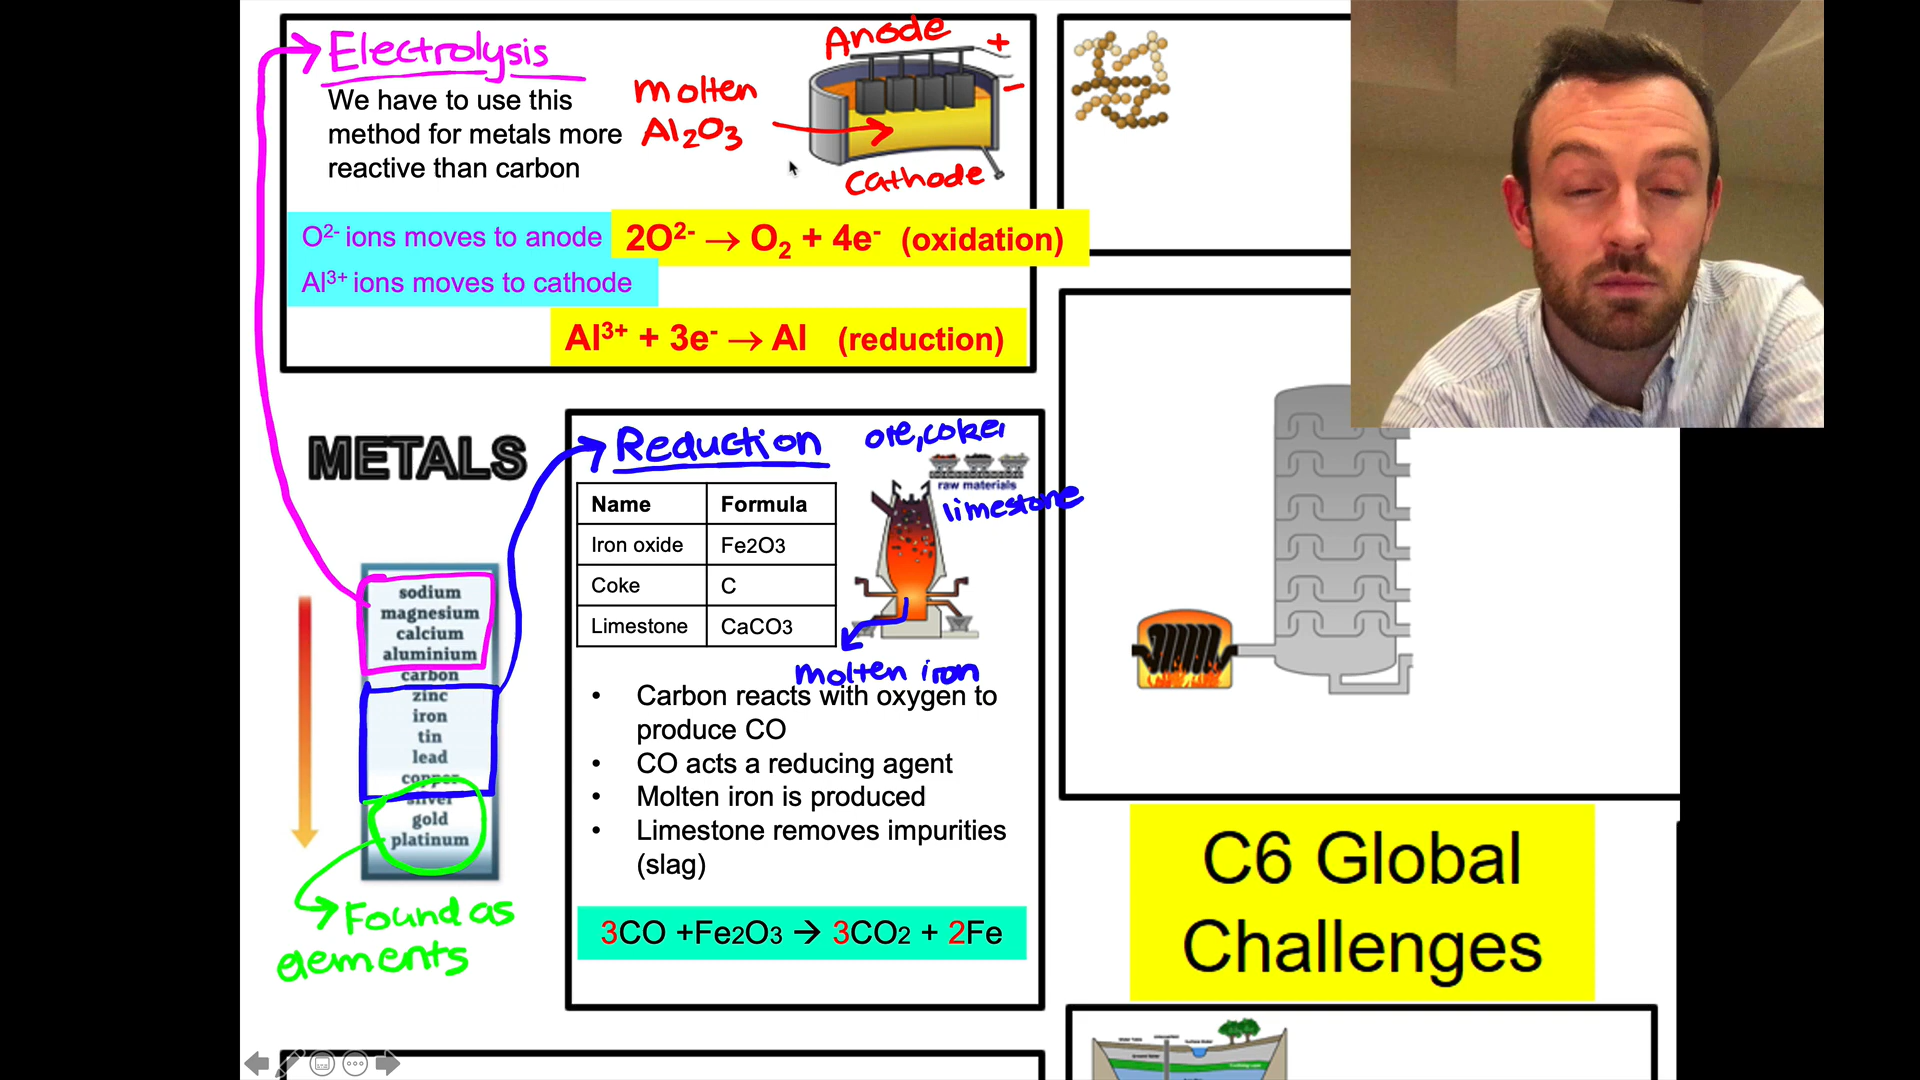 Electrolysis
We have to use this
method for metals more
reactive than carbon
Anode
+
-
Molten
Al2O3
Cathode
O2- ions moves to anode
2O2- → O2 + 4e- (oxidation)
Al3+ ions moves to cathode
Al3+ + 3e- → Al (reduction)
METALS
sodium
magnesium
calcium
aluminium
carbon
zinc
iron
tin
lead
copper
silver
gold
platinum
Found as
elements
Reduction
ore, coke,
raw materials
limestone
Name Formula
Iron oxide Fe2O3
Coke C
Limestone CaCO3
molten iron
• Carbon reacts with oxygen to
produce CO
• CO acts a reducing agent
• Molten iron is produced
• Limestone removes impurities
(slag)
3CO +Fe2O3 → 3CO2 + 2Fe
C6 Global
Challenges